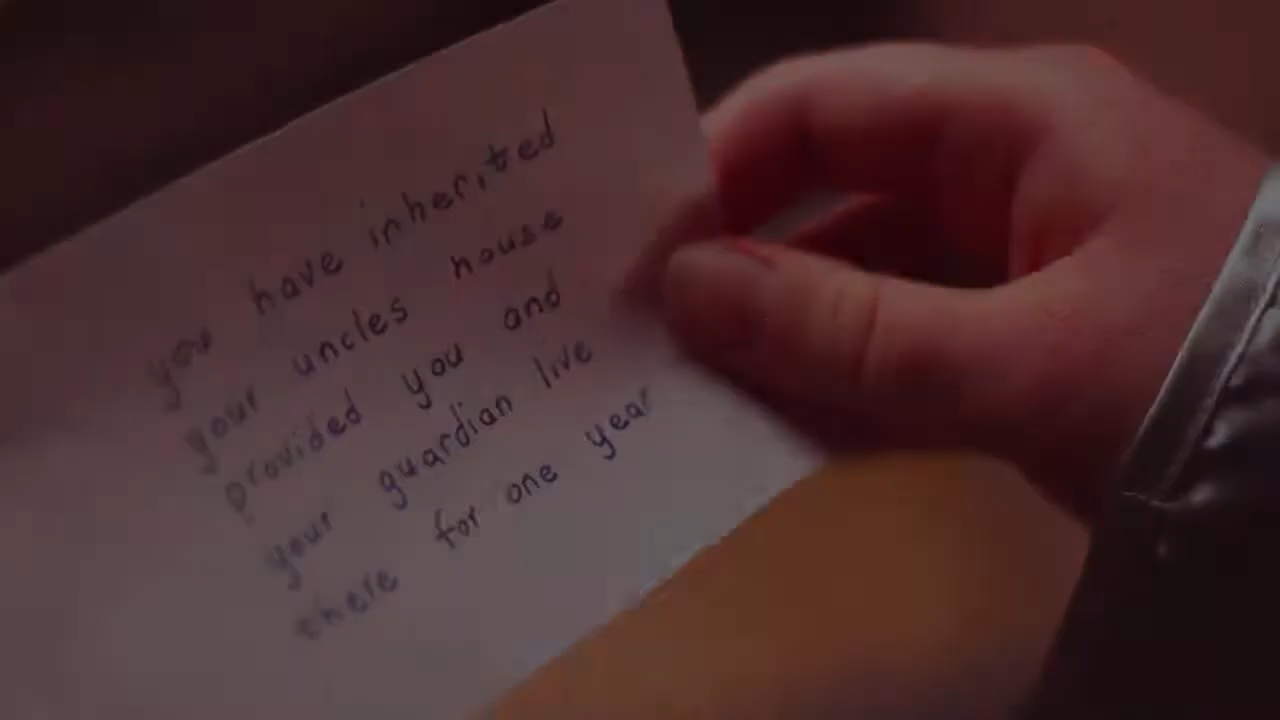 you have inherited
your uncles house
provided you and
your guardian live
there for one year